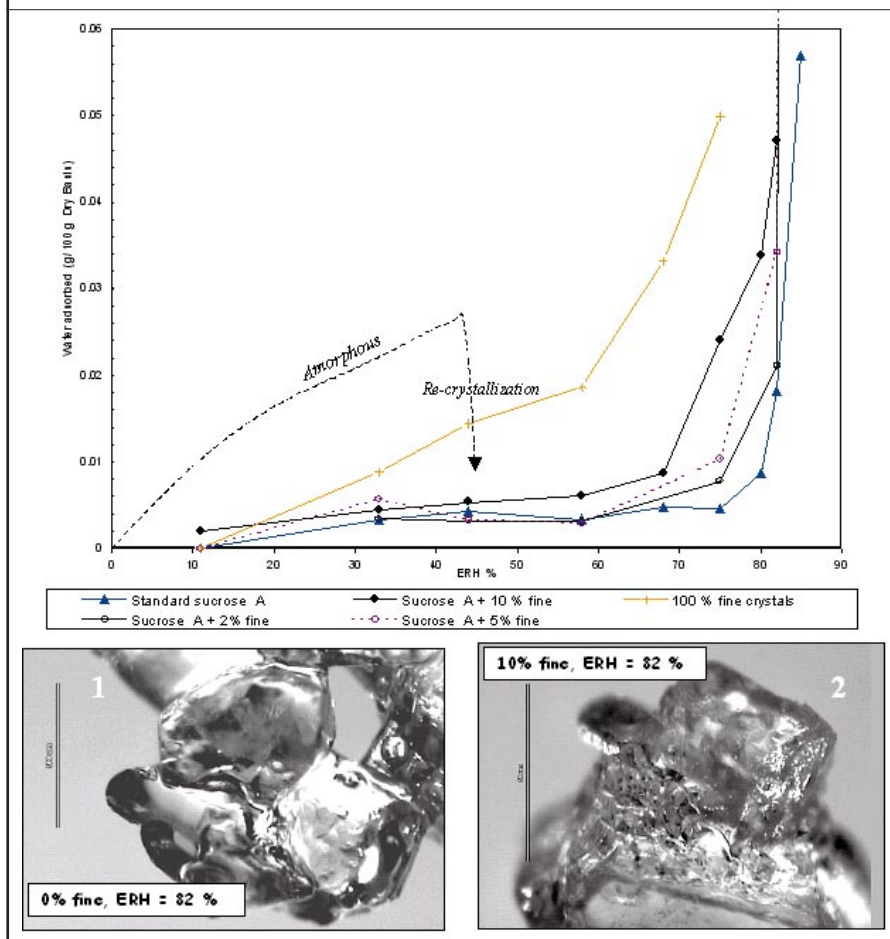 0.06
0.05
0.04
0.03
0.02
0.01
0
Water adsorbed (g/100 g Dry Basis)
Amorphous
Re-crystallization
0 10 20 30 40 50 60 70 80 90
ERH %
Standard sucrose A
Sucrose A + 10 % fine
100 % fine crystals
Sucrose A + 2% fine
Sucrose A + 5% fine
1
0% fine, ERH = 82 %
10% fine, ERH = 82 %
2